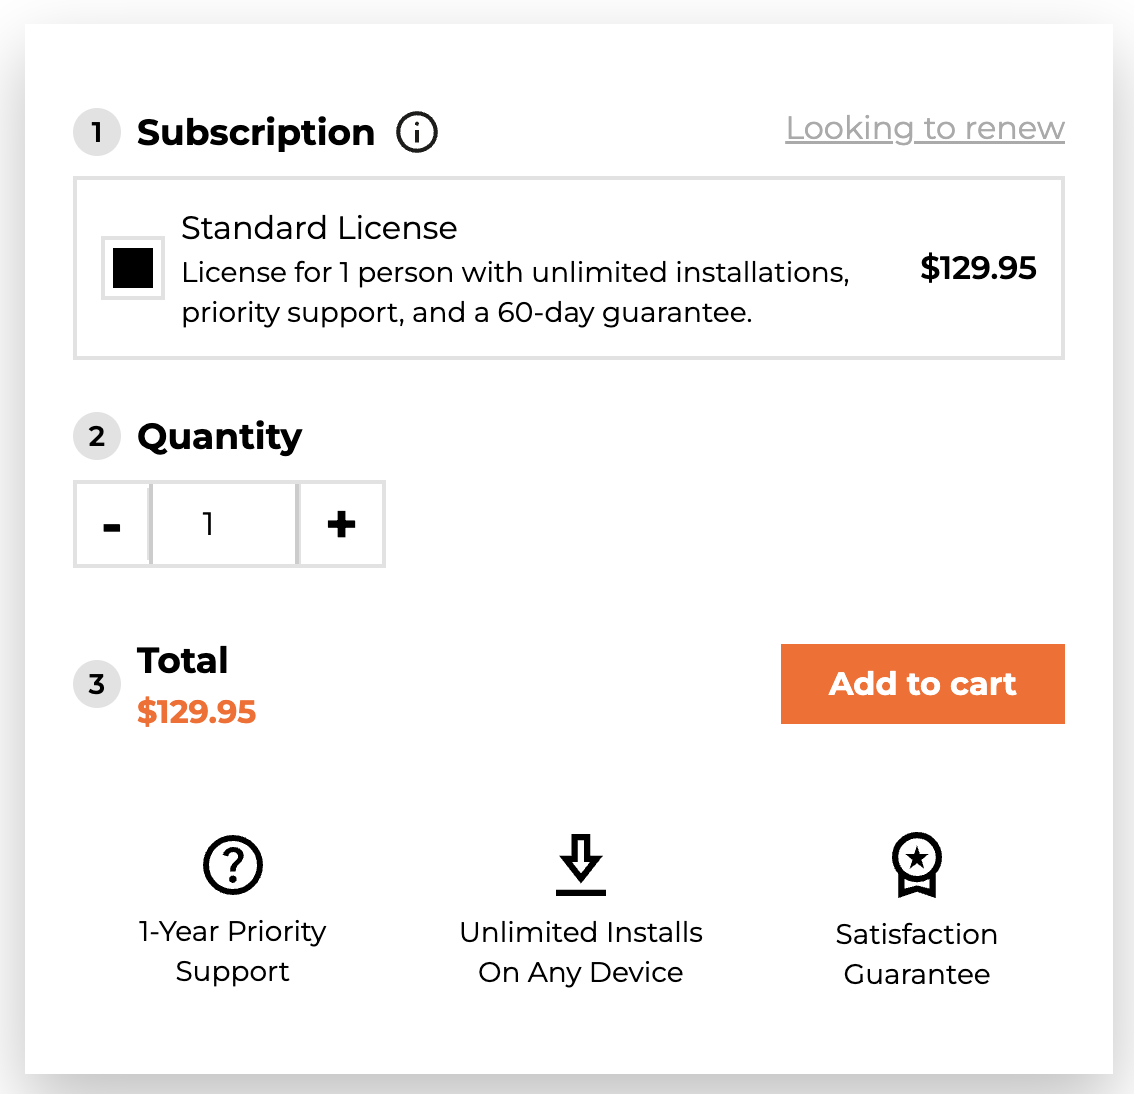 1 Subscription Looking to renew
Standard License
License for 1 person with unlimited installations,
priority support, and a 60-day guarantee.
$129.95
2 Quantity
- 1 +
3 Total
$129.95
Add to cart
1-Year Priority
Support
Unlimited Installs
On Any Device
Satisfaction
Guarantee